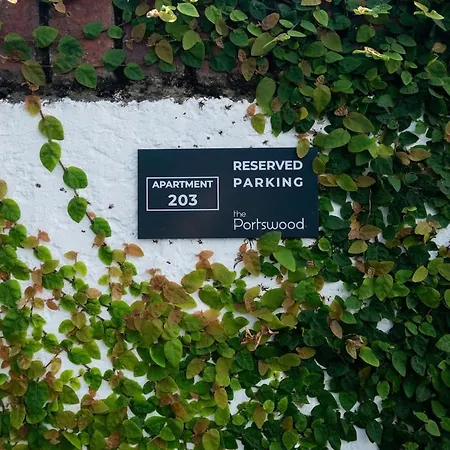 APARTMENT
203
RESERVED
PARKING
the
Portswood